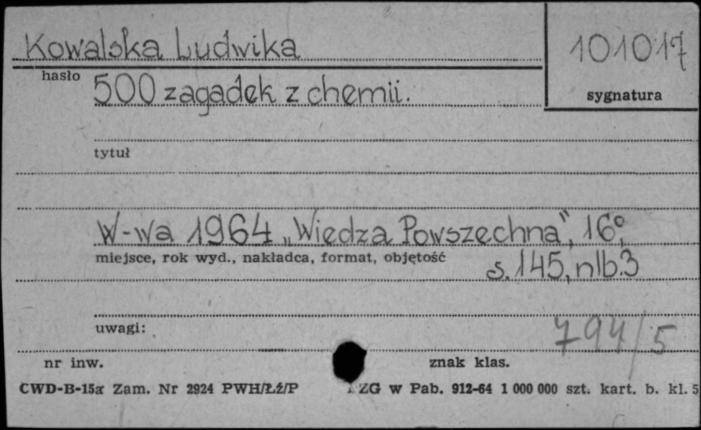 Kowalska Ludwika
101017
hasło
sygnatura
500 zagadek z chemii.
tytuł
W-wa 1964 „Wiedza Powszechna", 16°,
miejsce, rok wyd., nakładca, format, objętość
s. 145, nlb. 3
uwagi:
794/5
nr inw. znak klas.
CWD-B-15a Zam. Nr 2924 PWH/ŁŻ/P ZG w Pab. 912-64 1 000 000 szt. kart. b. kl. 5